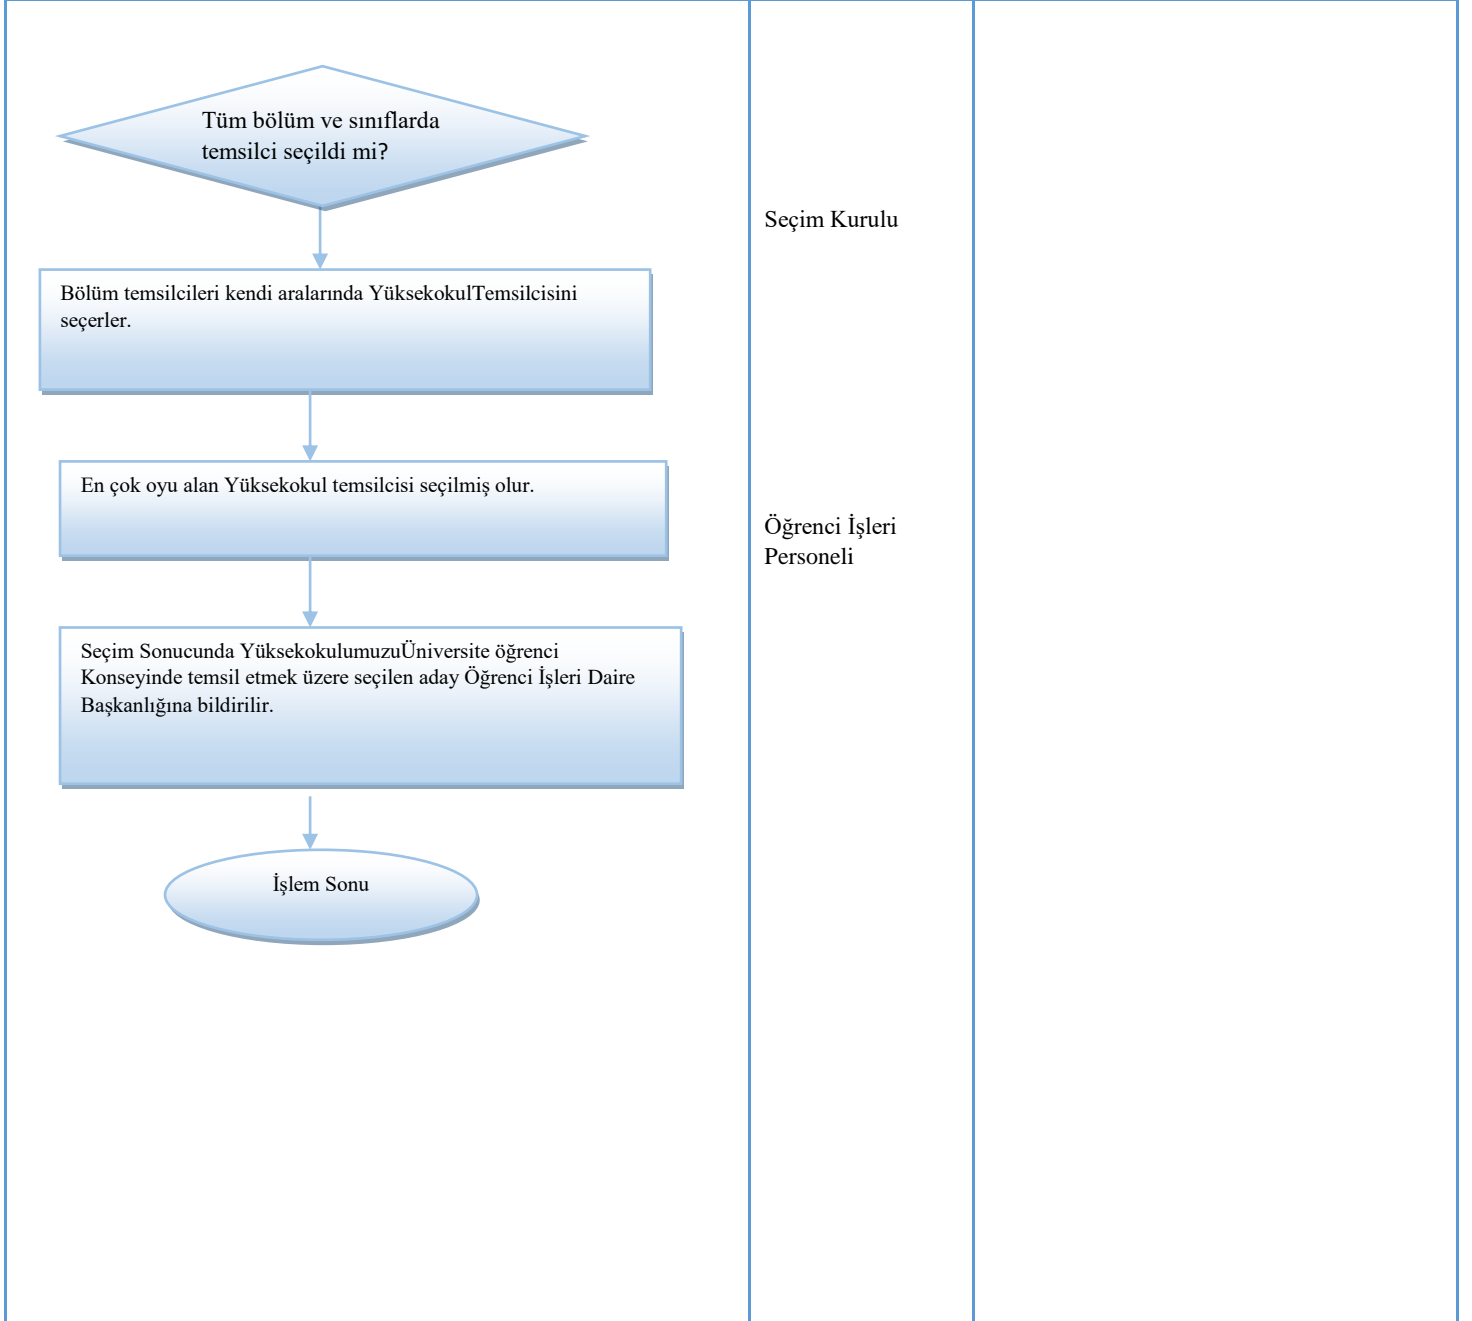 Tüm bölüm ve sınıflarda
temsilci seçildi mi?
Bölüm temsilcileri kendi aralarında YüksekokulTemsilcisini
seçerler.
En çok oyu alan Yüksekokul temsilcisi seçilmiş olur.
Seçim Sonucunda YüksekokulumuzuÜniversite öğrenci
Konseyinde temsil etmek üzere seçilen aday Öğrenci İşleri Daire
Başkanlığına bildirilir.
İşlem Sonu
Seçim Kurulu
Öğrenci İşleri
Personeli